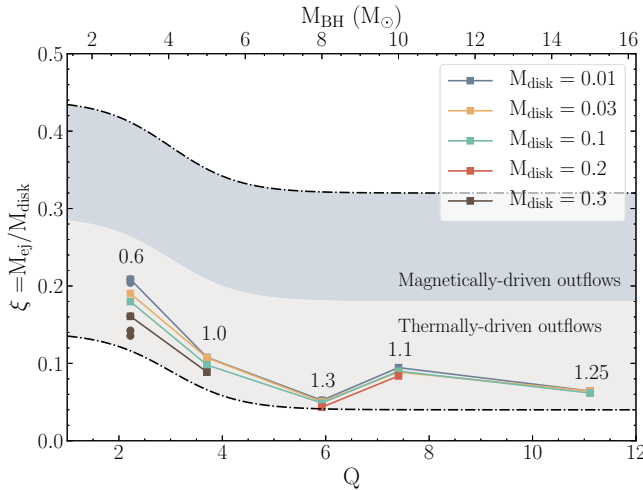 M_BH (M_⊙)
2 4 6 8 10 12 14 16
0.5
0.4
0.3
0.2
0.1
0.0
ξ = M_ej/M_disk
M_disk = 0.01
M_disk = 0.03
M_disk = 0.1
M_disk = 0.2
M_disk = 0.3
0.6
1.0
1.3
1.1
1.25
Magnetically-driven outflows
Thermally-driven outflows
2 4 6 8 10 12
Q